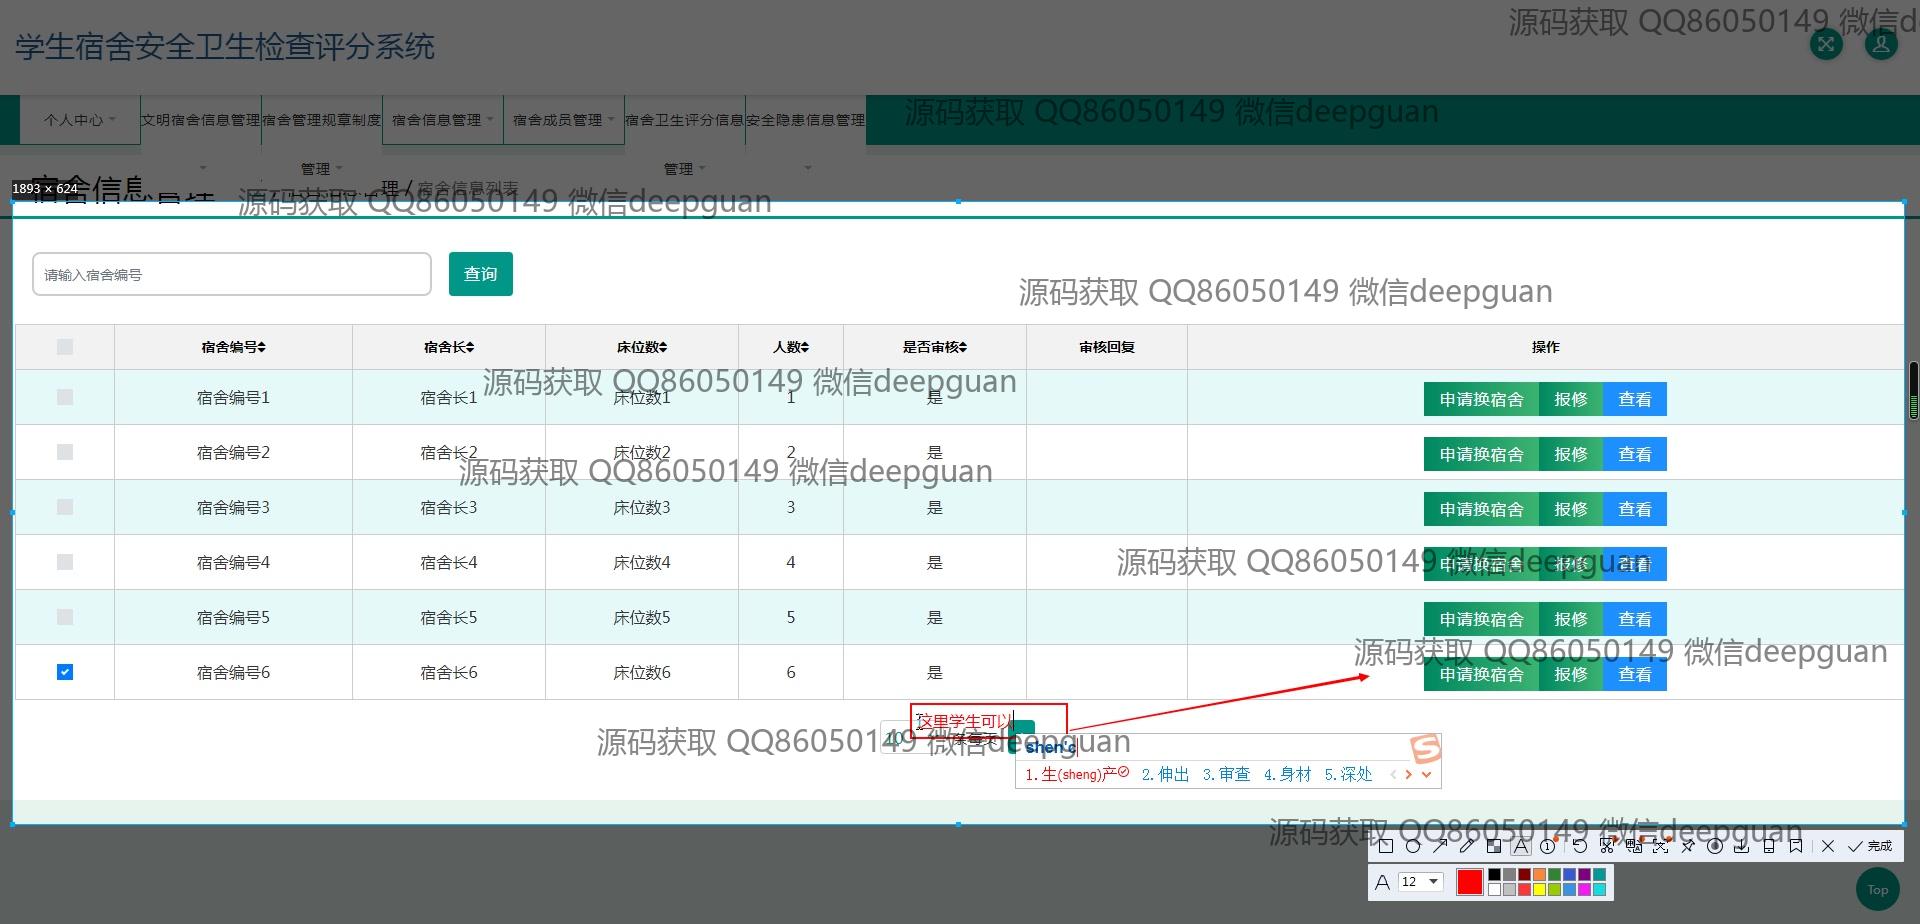 源码获取 QQ86050149 微信d
学生宿舍安全卫生检查评分系统
个人中心
文明宿舍信息管理
宿舍管理规章制度
管理
宿舍信息管理
宿舍成员管理
宿舍卫生评分信息
管理
安全隐患信息管理
源码获取 QQ86050149 微信deepguan
1893 × 624
宿舍信息管理
理 / 宿舍信息列表
源码获取 QQ86050149 微信deepguan
请输入宿舍编号
查询
源码获取 QQ86050149 微信deepguan
宿舍编号 宿舍长 床位数 人数 是否审核 审核回复 操作
宿舍编号1 宿舍长1 床位数1 1 是 申请换宿舍 报修 查看
源码获取 QQ86050149 微信deepguan
宿舍编号2 宿舍长2 床位数2 2 是 申请换宿舍 报修 查看
源码获取 QQ86050149 微信deepguan
宿舍编号3 宿舍长3 床位数3 3 是 申请换宿舍 报修 查看
宿舍编号4 宿舍长4 床位数4 4 是 申请换宿舍 报修 查看
源码获取 QQ86050149 微信deepguan
宿舍编号5 宿舍长5 床位数5 5 是 申请换宿舍 报修 查看
源码获取 QQ86050149 微信deepguan
宿舍编号6 宿舍长6 床位数6 6 是 申请换宿舍 报修 查看
这里学生可以
10 条每页
源码获取 QQ86050149 微信deepguan
shen'c
1.生(sheng)产 2.伸出 3.审查 4.身材 5.深处
源码获取 QQ86050149 微信deepguan
完成
A 12
Top